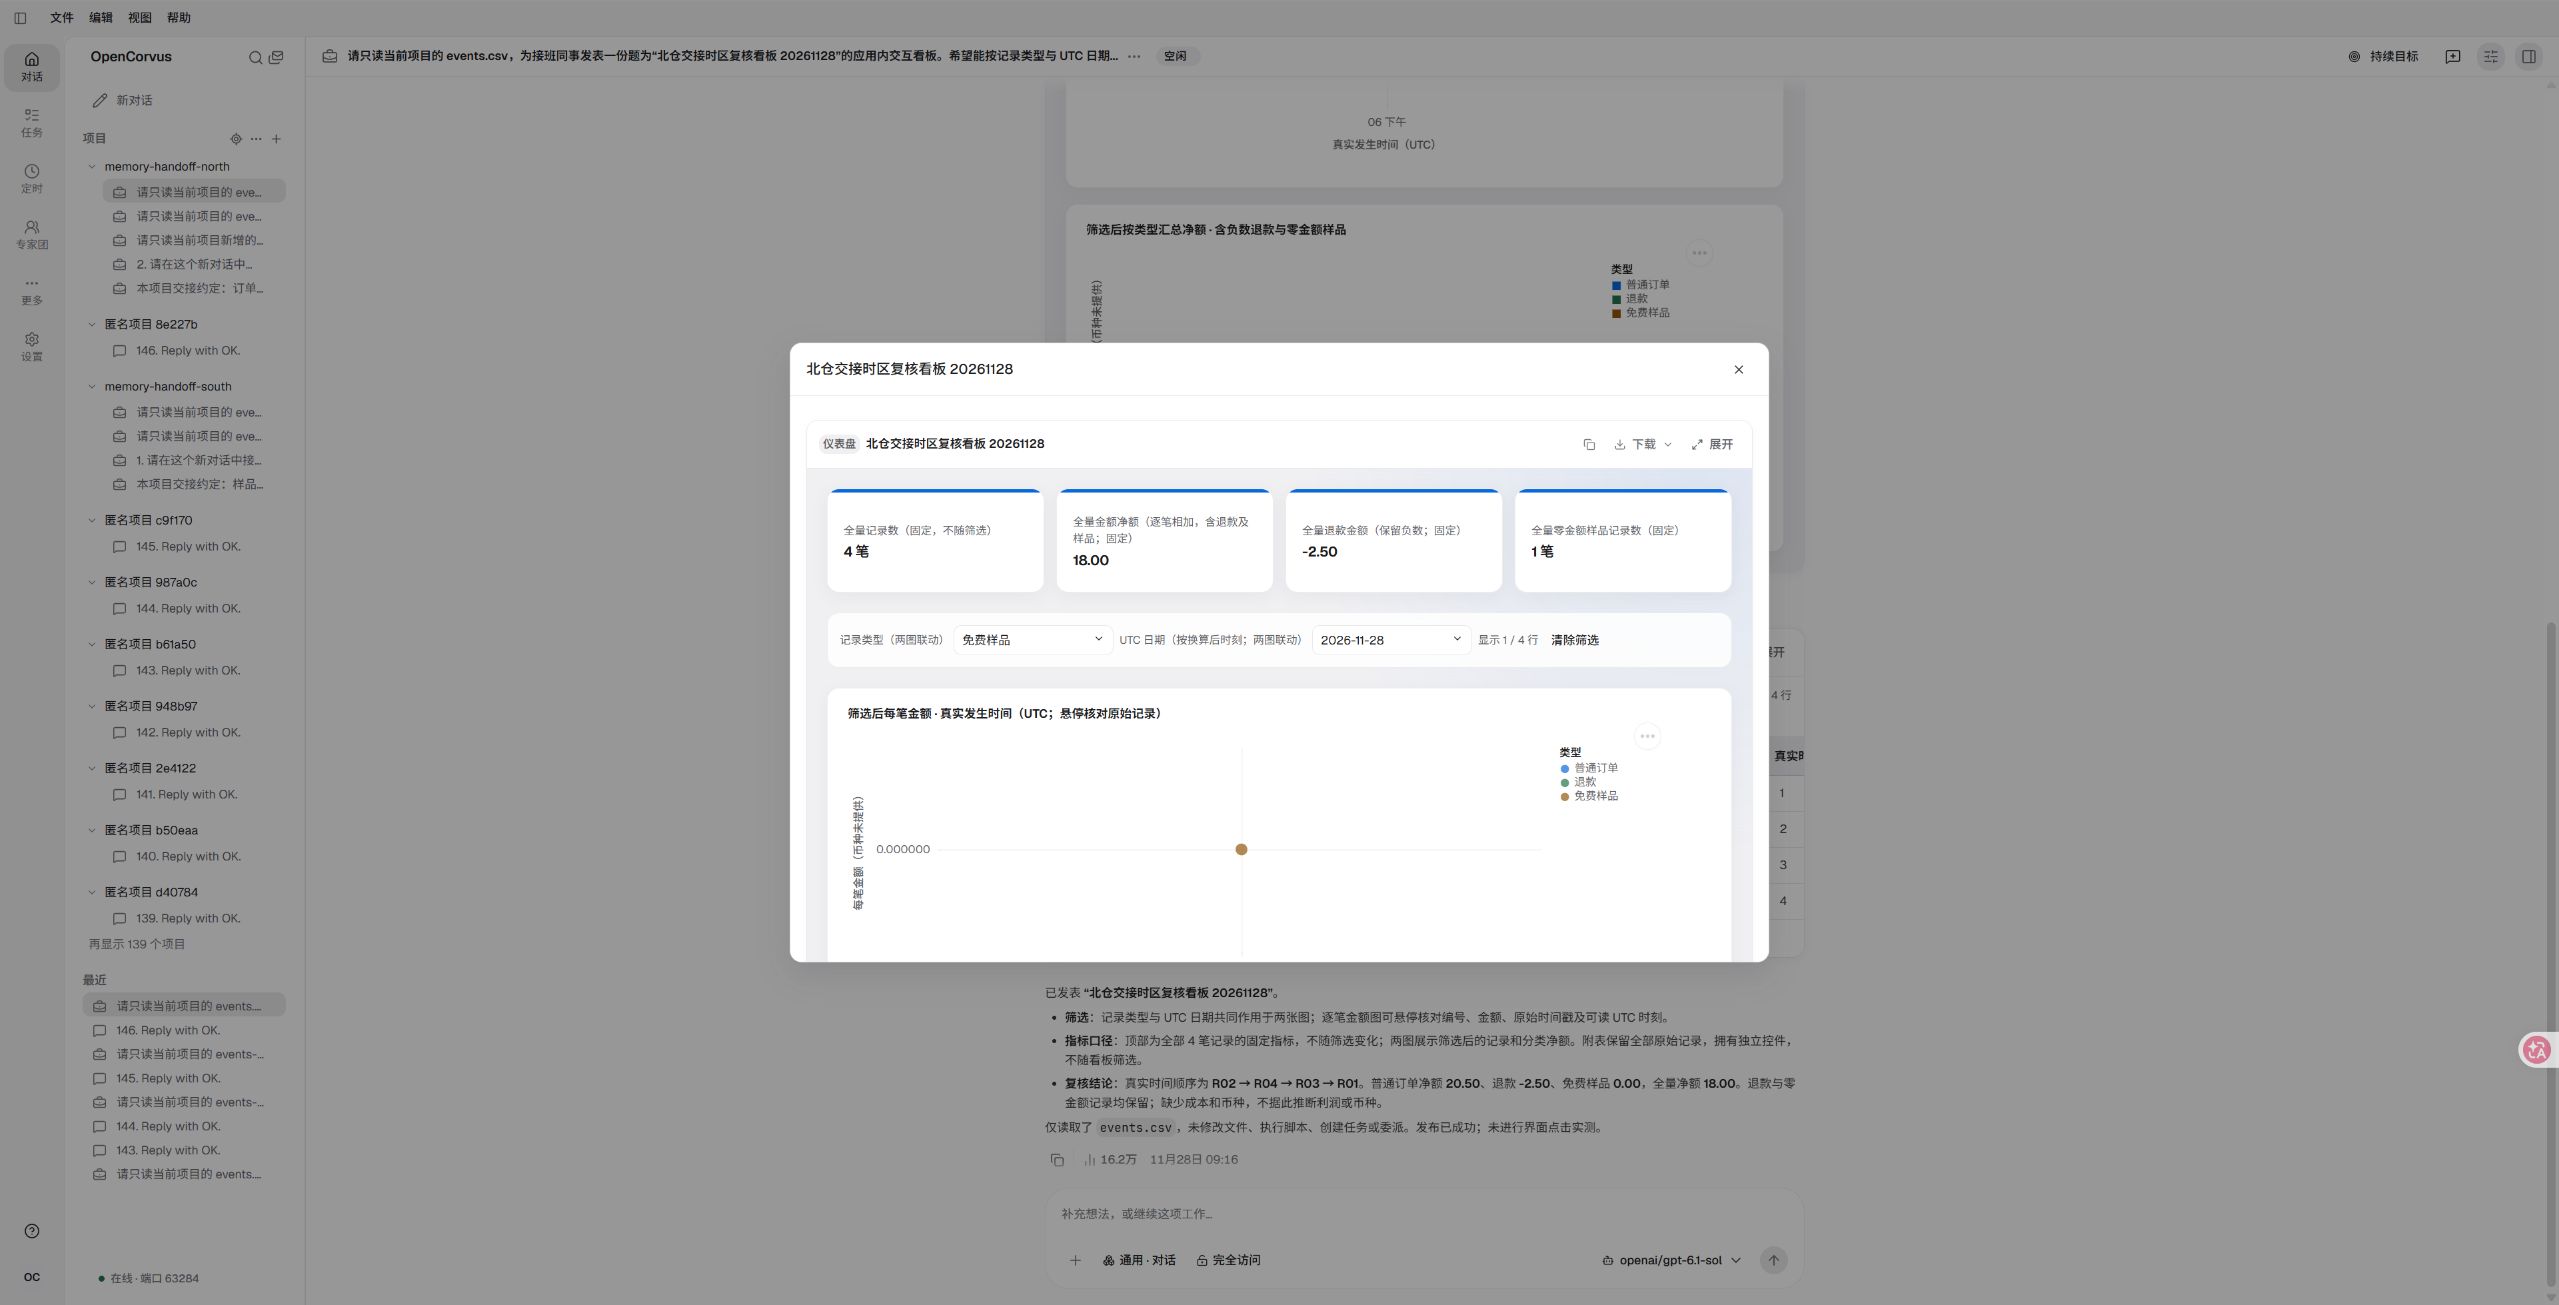 文件 编辑 视图 帮助
对话
任务
定时
专家团
更多
设置
OC
OpenCorvus
新对话
项目
memory-handoff-north
请只读当前项目的 eve...
请只读当前项目的 eve...
请只读当前项目新增的...
2. 请在这个新对话中...
本项目交接约定：订单...
匿名项目 8e227b
146. Reply with OK.
memory-handoff-south
请只读当前项目的 eve...
请只读当前项目的 eve...
1. 请在这个新对话中接...
本项目交接约定：样品...
匿名项目 c9f170
145. Reply with OK.
匿名项目 987a0c
144. Reply with OK.
匿名项目 b61a50
143. Reply with OK.
匿名项目 948b97
142. Reply with OK.
匿名项目 2e4122
141. Reply with OK.
匿名项目 b50eaa
140. Reply with OK.
匿名项目 d40784
139. Reply with OK.
再显示 139 个项目
最近
请只读当前项目的 events....
146. Reply with OK.
请只读当前项目的 events-...
145. Reply with OK.
请只读当前项目的 events-...
144. Reply with OK.
143. Reply with OK.
请只读当前项目的 events....
在线 · 端口 63284
请只读当前项目的 events.csv，为接班同事发表一份题为“北仓交接时区复核看板 20261128”的应用内交互看板。希望能按记录类型与 UTC 日期... 空闲
持续目标
06 下午
真实发生时间（UTC）
筛选后按类型汇总净额 · 含负数退款与零金额样品
类型
普通订单
退款
免费样品
（币种未提供）
北仓交接时区复核看板 20261128
仪表盘 北仓交接时区复核看板 20261128
下载 展开
全量记录数（固定，不随筛选）
4 笔
全量金额净额（逐笔相加，含退款及
样品；固定）
18.00
全量退款金额（保留负数；固定）
-2.50
全量零金额样品记录数（固定）
1 笔
记录类型（两图联动） 免费样品 UTC 日期（按换算后时刻；两图联动） 2026-11-28 显示 1 / 4 行 清除筛选
筛选后每笔金额 · 真实发生时间（UTC；悬停核对原始记录）
类型
普通订单
退款
免费样品
每笔金额（币种未提供）
0.000000
展开
4 行
真实时
1
2
3
4
已发表 “北仓交接时区复核看板 20261128”。
筛选：记录类型与 UTC 日期共同作用于两张图；逐笔金额图可悬停核对编号、金额、原始时间戳及可读 UTC 时刻。
指标口径：顶部为全部 4 笔记录的固定指标，不随筛选变化；两图展示筛选后的记录和分类净额。附表保留全部原始记录，拥有独立控件，
不随看板筛选。
复核结论：真实时间顺序为 R02 → R04 → R03 → R01。普通订单净额 20.50、退款 -2.50、免费样品 0.00，全量净额 18.00。退款与零
金额记录均保留；缺少成本和币种，不据此推断利润或币种。
仅读取了 events.csv ，未修改文件、执行脚本、创建任务或委派。发布已成功；未进行界面点击实测。
16.2万 11月28日 09:16
补充想法，或继续这项工作...
通用 · 对话 完全访问
openai/gpt-6.1-sol